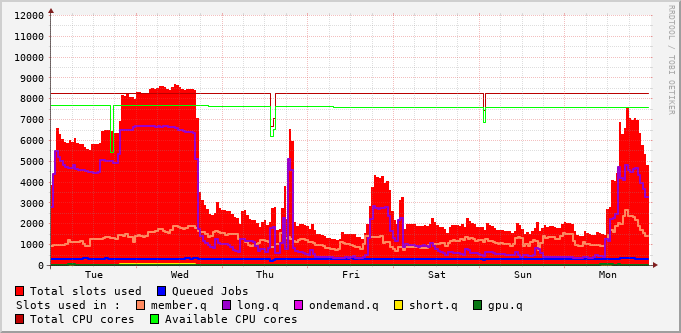 RRDTOOL / TOBI OETIKER
12000
11000
10000
9000
8000
7000
6000
5000
4000
3000
2000
1000
0
Tue Wed Thu Fri Sat Sun Mon
Total slots used Queued Jobs
Slots used in : member.q long.q ondemand.q short.q gpu.q
Total CPU cores Available CPU cores